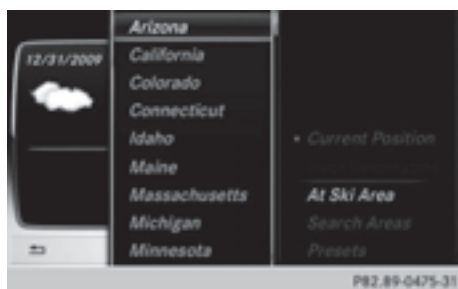 12/31/2009
Arizona
California
Colorado
Connecticut
Idaho
Maine
Massachusetts
Michigan
Minnesota
• Current Position
At Ski Area
Search Areas
Presets
P82.89-0475-31